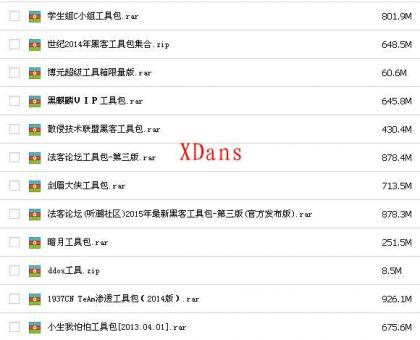 学生组C小组工具包.rar 801.9M
世纪2014年黑客工具包集合.zip 648.5M
博元超级工具箱限量版.rar 60.6M
黑麒麟ＶＩＰ工具包.rar 645.8M
散侵技术联盟黑客工具包.rar 430.4M
法客论坛工具包-第三版.rar 878.4M
XDans
剑眉大侠工具包.rar 713.5M
法客论坛(听潮社区)2015年最新黑客工具包-第三版(官方发布版).rar 878.3M
暗月工具包.rar 251.5M
ddos工具.zip 8.5M
1937CN TeAm渗透工具包(2014版).rar 926.1M
小生我怕怕工具包[2013.04.01].rar 675.6M